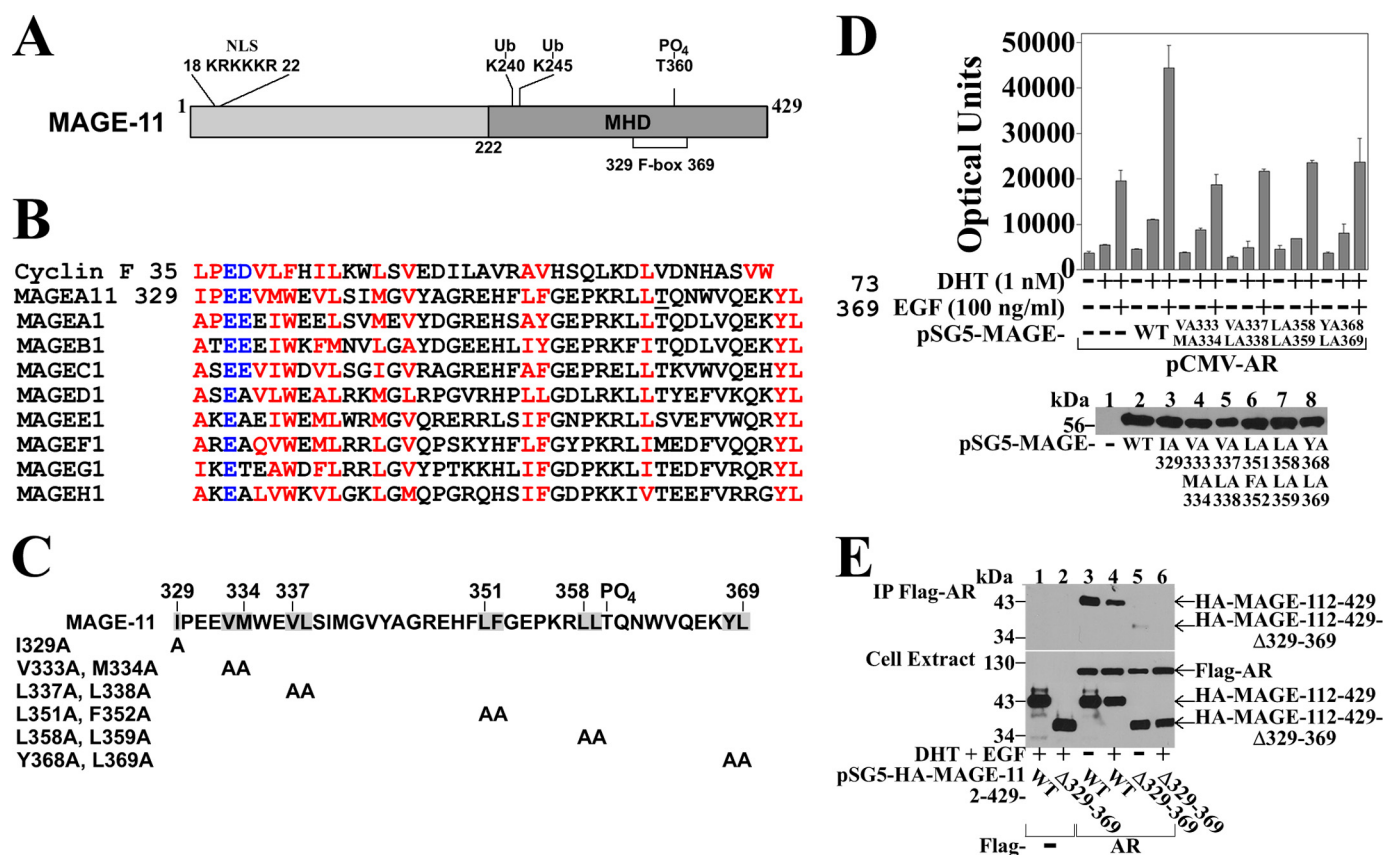 A
NLS
18 KRKKKR 22
Ub
K240
Ub
K245
PO4
T360
1
429
MAGE-11
MHD
222
329 F-box 369
B
Cyclin F 35 LPEDVLFHILKWLSVEDILAVRAVHSQLKDLVDNHASVW 73
MAGEA11 329 IPEEVMWEVLSIMGVYAGREHFLFGEPKRLLTQNWVQEKYL 369
MAGEA1 APEEEIWEELSVMEVYDGREHSAYGEPRKLLTQDLVQEKYL
MAGEB1 ATEEEIWKFMNVLGAYDGEEHLIYGEPRKFITQDLVQEKYL
MAGEC1 ASEEVIWDVLSGIGVRAGREHFAFGEPRELLTKVWVQEHYL
MAGED1 ASEAVLWEALRKMGLRPGVRHPLLGDLRKLLTYEFVKQKYL
MAGEE1 AKEAEIWEMLWRMGVQRERRLSIFGNPKRLLSVEFVWQRYL
MAGEF1 AREAQVWEMLRRLGVQPSKYHFLFGYPKRLIMEDFVQQRYL
MAGEG1 IKETEAWDFLRRLGVYPTKKHLIFGDPKKLITEDFVRQRYL
MAGEH1 AKEALVWKVLGKLGMQPGRQHSIFGDPKKIVTEEFVRRGYL
C
329 334 337 351 358 PO4 369
MAGE-11 IPEEVMWEVLSIMGVYAGREHFLFGEPKRLLTQNWVQEKYL
I329A A
V333A, M334A AA
L337A, L338A AA
L351A, F352A AA
L358A, L359A AA
Y368A, L369A AA
D
Optical Units
50000
40000
30000
20000
10000
0
- + + - + + - + + - + + - + + - + + DHT (1 nM)
- - + - - + - - + - - + - - + - - + EGF (100 ng/ml)
pSG5-MAGE- - - - WT VA333 VA337 LA358 YA368
MA334 LA338 LA359 LA369
pCMV-AR
kDa 1 2 3 4 5 6 7 8
56-
pSG5-MAGE- - WT IA VA VA LA LA YA
329 333 337 351 358 368
MA LA FA LA LA
334 338 352 359 369
E
kDa 1 2 3 4 5 6
IP Flag-AR
43
34
HA-MAGE-112-429
HA-MAGE-112-429-
Δ329-369
Cell Extract
130
43
34
Flag-AR
HA-MAGE-112-429
HA-MAGE-112-429-
Δ329-369
DHT + EGF + + - + - +
pSG5-HA-MAGE-11
2-429-
WT Δ329-369 WT WT Δ329-369 Δ329-369
Flag- - AR